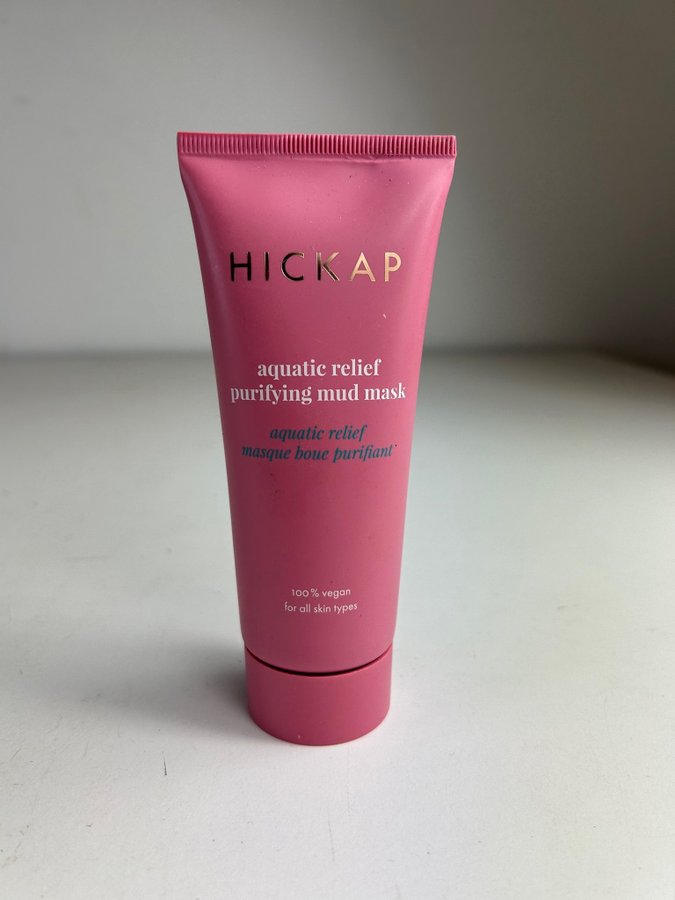 HICKAP
aquatic relief
purifying mud mask
aquatic relief
masque boue purifiant
100% vegan
for all skin types